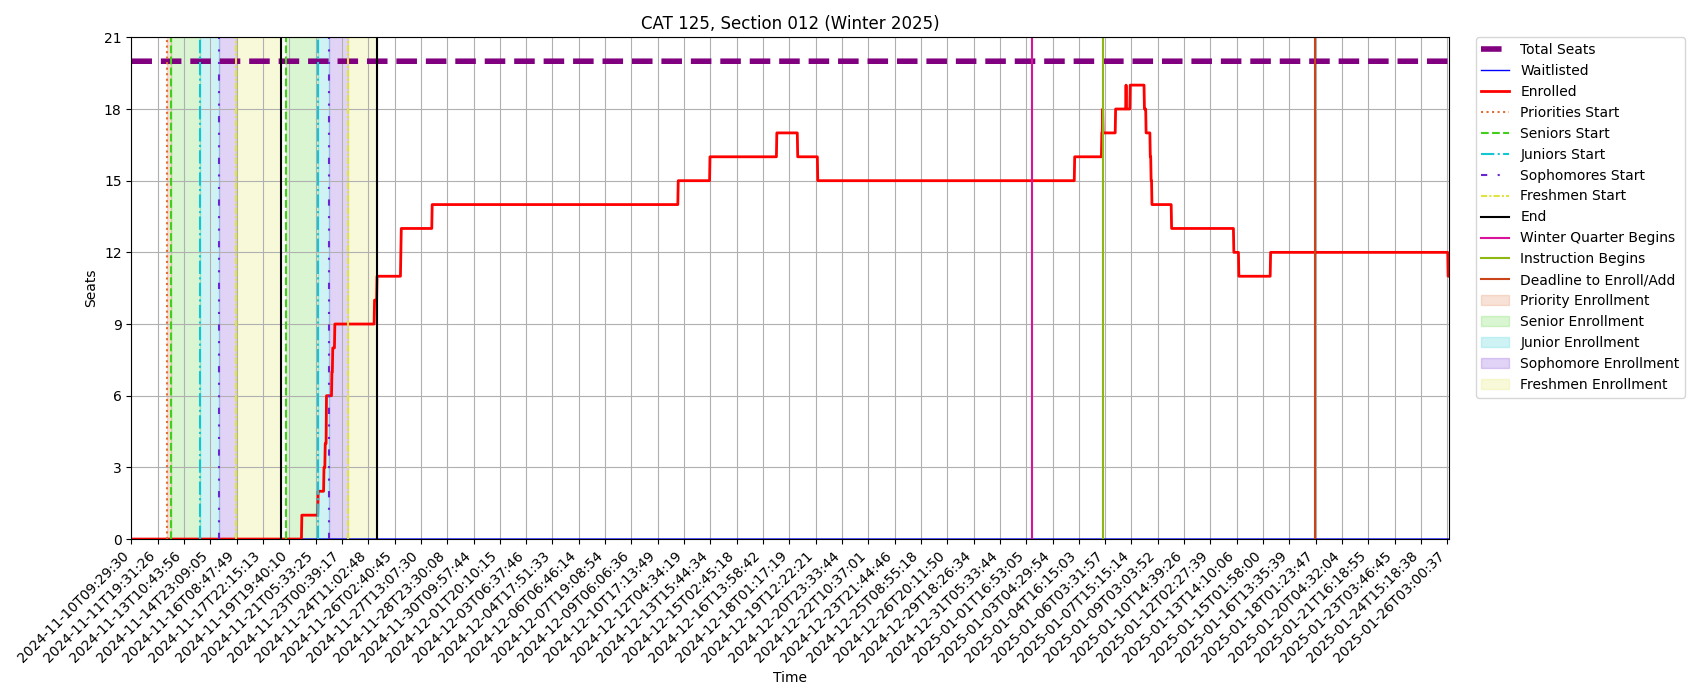 CAT 125, Section 012 (Winter 2025)
21
18
15
12
9
6
3
0
Seats
2024-11-10T09:29:30
2024-11-11T19:31:26
2024-11-13T10:43:56
2024-11-14T23:09:05
2024-11-16T08:47:49
2024-11-17T22:15:13
2024-11-19T19:40:10
2024-11-21T05:33:25
2024-11-23T00:39:17
2024-11-24T11:02:48
2024-11-26T02:40:45
2024-11-27T13:07:30
2024-11-28T23:30:08
2024-11-30T09:57:44
2024-12-01T20:10:15
2024-12-03T06:37:46
2024-12-04T17:51:33
2024-12-06T06:46:14
2024-12-07T19:08:54
2024-12-09T06:06:36
2024-12-10T17:13:49
2024-12-12T04:34:19
2024-12-13T15:44:34
2024-12-15T02:45:18
2024-12-16T13:58:42
2024-12-18T01:17:19
2024-12-19T12:22:21
2024-12-20T23:33:44
2024-12-22T10:37:01
2024-12-23T21:44:46
2024-12-25T08:55:18
2024-12-26T20:11:50
2024-12-29T18:26:34
2024-12-31T05:33:44
2025-01-01T16:53:05
2025-01-03T04:29:54
2025-01-04T16:15:03
2025-01-06T03:31:57
2025-01-07T15:15:14
2025-01-09T03:03:52
2025-01-10T14:39:26
2025-01-12T02:27:39
2025-01-13T14:10:06
2025-01-15T01:58:00
2025-01-16T13:35:39
2025-01-18T01:23:47
2025-01-20T04:32:04
2025-01-21T16:18:55
2025-01-23T03:46:45
2025-01-24T15:18:38
2025-01-26T03:00:37
Time
Total Seats
Waitlisted
Enrolled
Priorities Start
Seniors Start
Juniors Start
Sophomores Start
Freshmen Start
End
Winter Quarter Begins
Instruction Begins
Deadline to Enroll/Add
Priority Enrollment
Senior Enrollment
Junior Enrollment
Sophomore Enrollment
Freshmen Enrollment